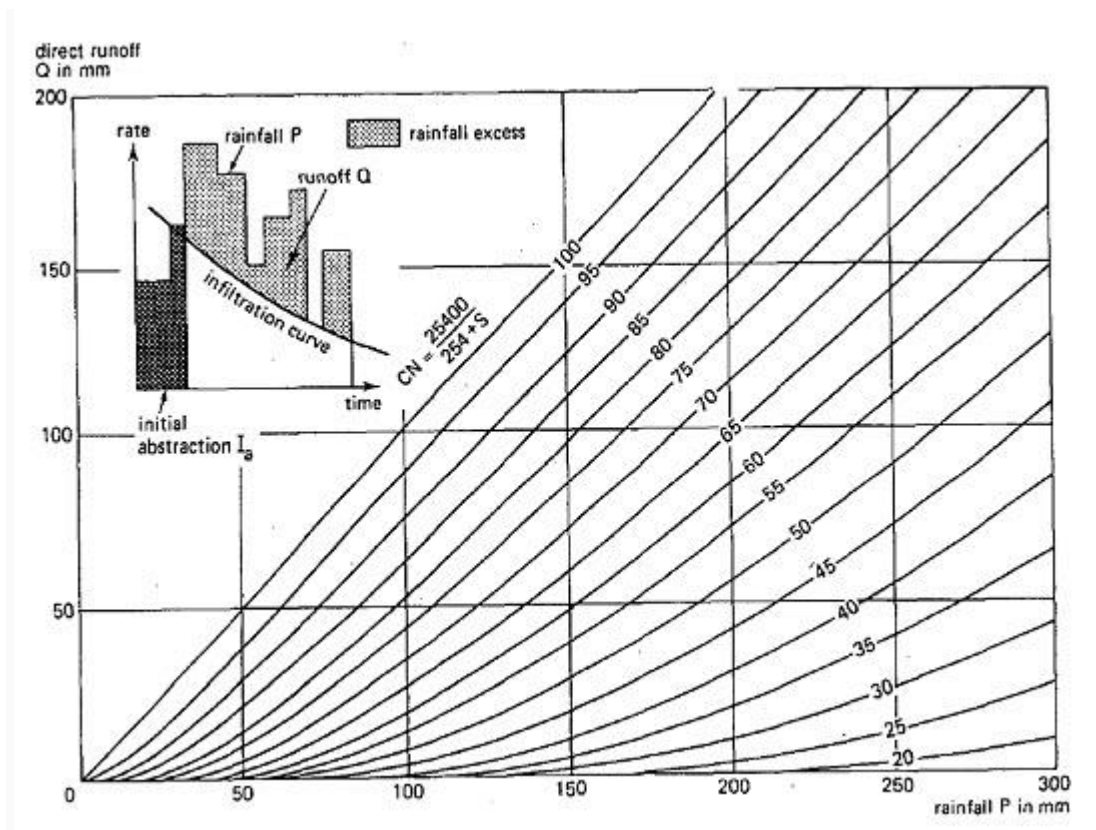 direct runoff
Q in mm
200
rate
rainfall P
rainfall excess
runoff Q
infiltration curve
initial
abstraction Iₐ
time
CN = 25400
254 + S
150
100
50
0
100
95
90
85
80
75
70
65
60
55
50
45
40
35
30
25
20
0
50
100
150
200
250
300
rainfall P in mm